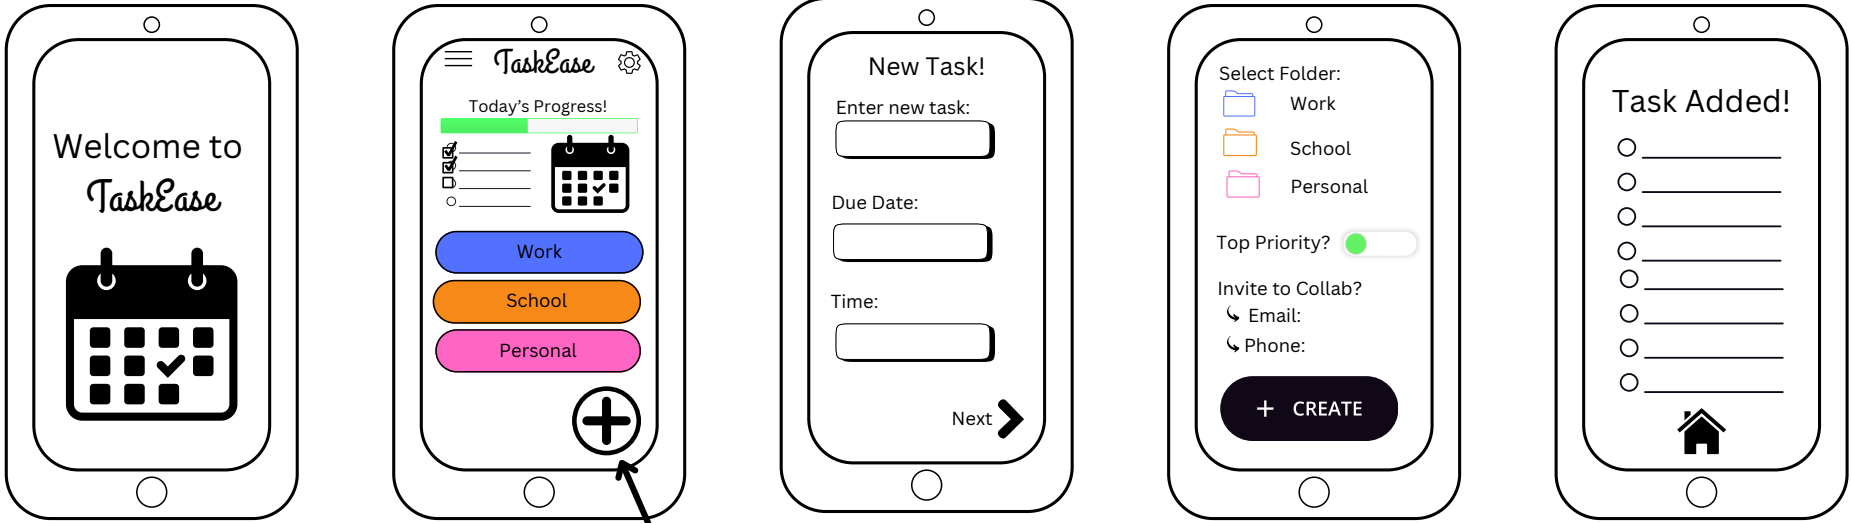 Welcome to
TaskEase
TaskEase
Today's Progress!
Work
School
Personal
New Task!
Enter new task:
Due Date:
Time:
Next
Select Folder:
Work
School
Personal
Top Priority?
Invite to Collab?
Email:
Phone:
+ CREATE
Task Added!